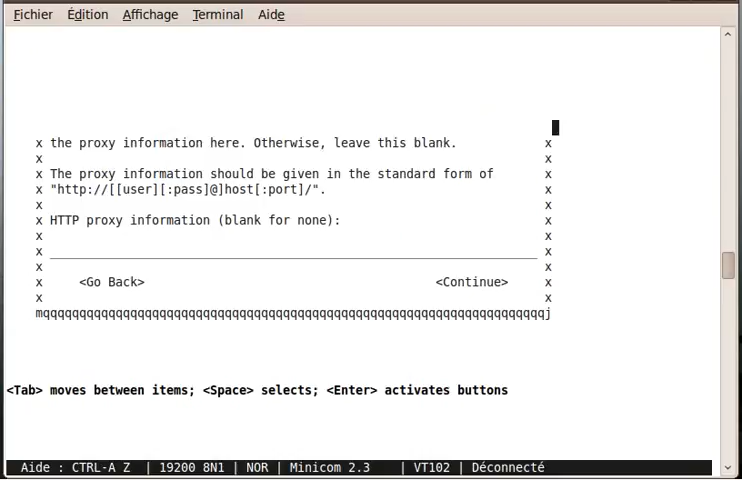 Fichier Édition Affichage Terminal Aide
x the proxy information here. Otherwise, leave this blank. x
x x
x The proxy information should be given in the standard form of x
x "http://[[user][:pass]@]host[:port]/". x
x x
x HTTP proxy information (blank for none): x
x x
x ___________________________________________________________________ x
x x
x <Go Back> <Continue> x
x x
mqqqqqqqqqqqqqqqqqqqqqqqqqqqqqqqqqqqqqqqqqqqqqqqqqqqqqqqqqqqqqqqqqqqqqj
<Tab> moves between items; <Space> selects; <Enter> activates buttons
Aide : CTRL-A Z | 19200 8N1 | NOR | Minicom 2.3 | VT102 | Déconnecté